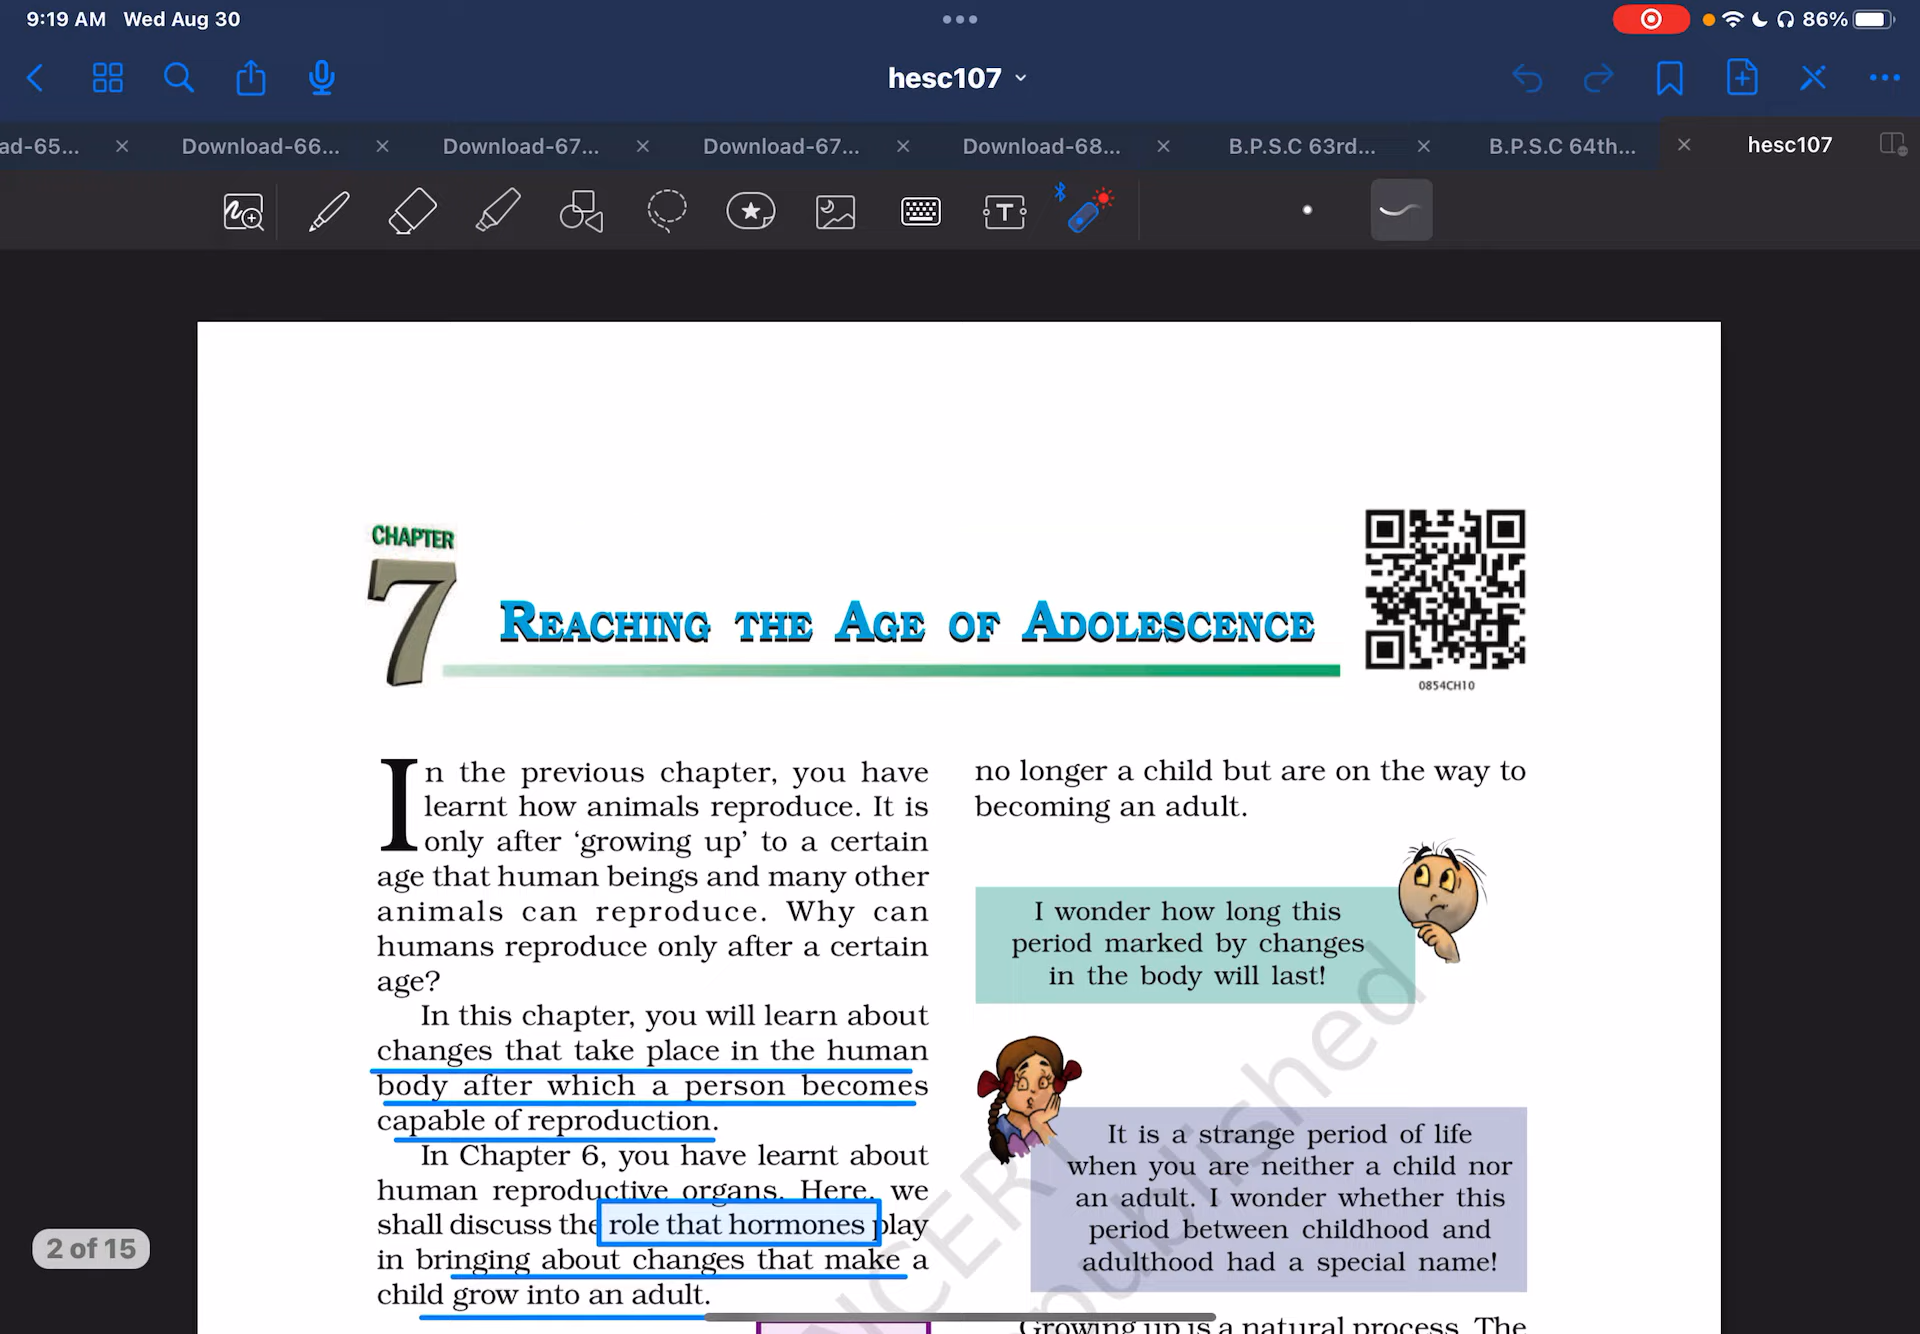 9:19 AM Wed Aug 30
86%
hesc107
ad-65...
Download-66...
Download-67...
Download-67...
Download-68...
B.P.S.C 63rd...
B.P.S.C 64th...
hesc107
CHAPTER
7
REACHING THE AGE OF ADOLESCENCE
0854CH10
In the previous chapter, you have
learnt how animals reproduce. It is
only after ‘growing up’ to a certain
age that human beings and many other
animals can reproduce. Why can
humans reproduce only after a certain
age?
In this chapter, you will learn about
changes that take place in the human
body after which a person becomes
capable of reproduction.
In Chapter 6, you have learnt about
human reproductive organs. Here, we
shall discuss the role that hormones play
in bringing about changes that make a
child grow into an adult.
no longer a child but are on the way to
becoming an adult.
I wonder how long this
period marked by changes
in the body will last!
It is a strange period of life
when you are neither a child nor
an adult. I wonder whether this
period between childhood and
adulthood had a special name!
Growing up is a natural process. The
NCERT
published
2 of 15